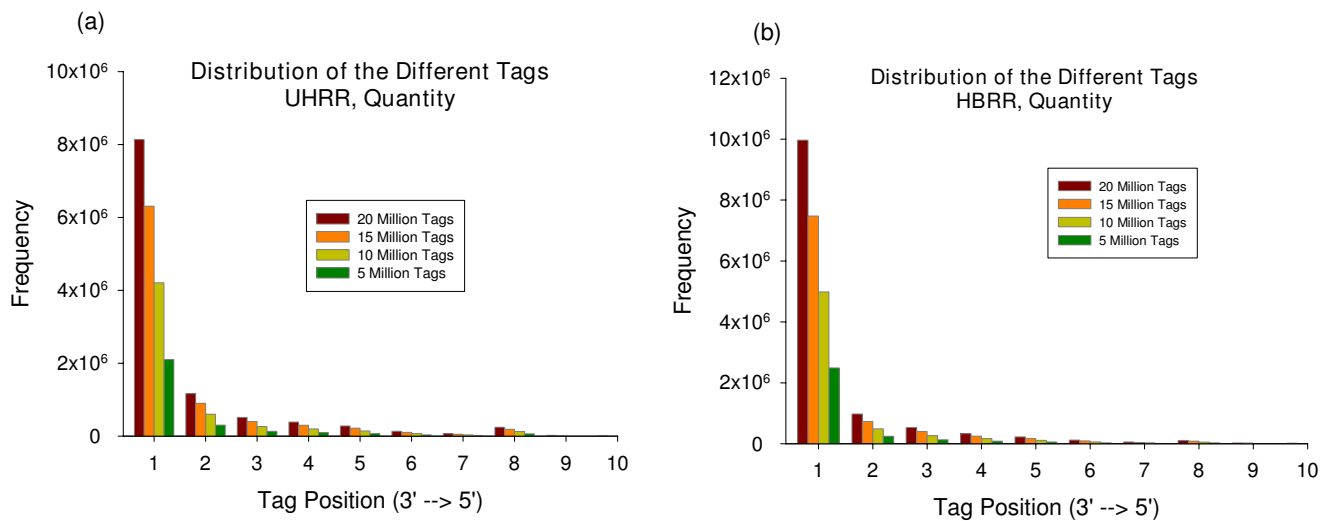 (a)
Distribution of the Different Tags
UHRR, Quantity
10x10⁶
8x10⁶
6x10⁶
4x10⁶
2x10⁶
0
Frequency
20 Million Tags
15 Million Tags
10 Million Tags
5 Million Tags
1 2 3 4 5 6 7 8 9 10
Tag Position (3' --> 5')
(b)
Distribution of the Different Tags
HBRR, Quantity
12x10⁶
10x10⁶
8x10⁶
6x10⁶
4x10⁶
2x10⁶
0
Frequency
20 Million Tags
15 Million Tags
10 Million Tags
5 Million Tags
1 2 3 4 5 6 7 8 9 10
Tag Position (3' --> 5')